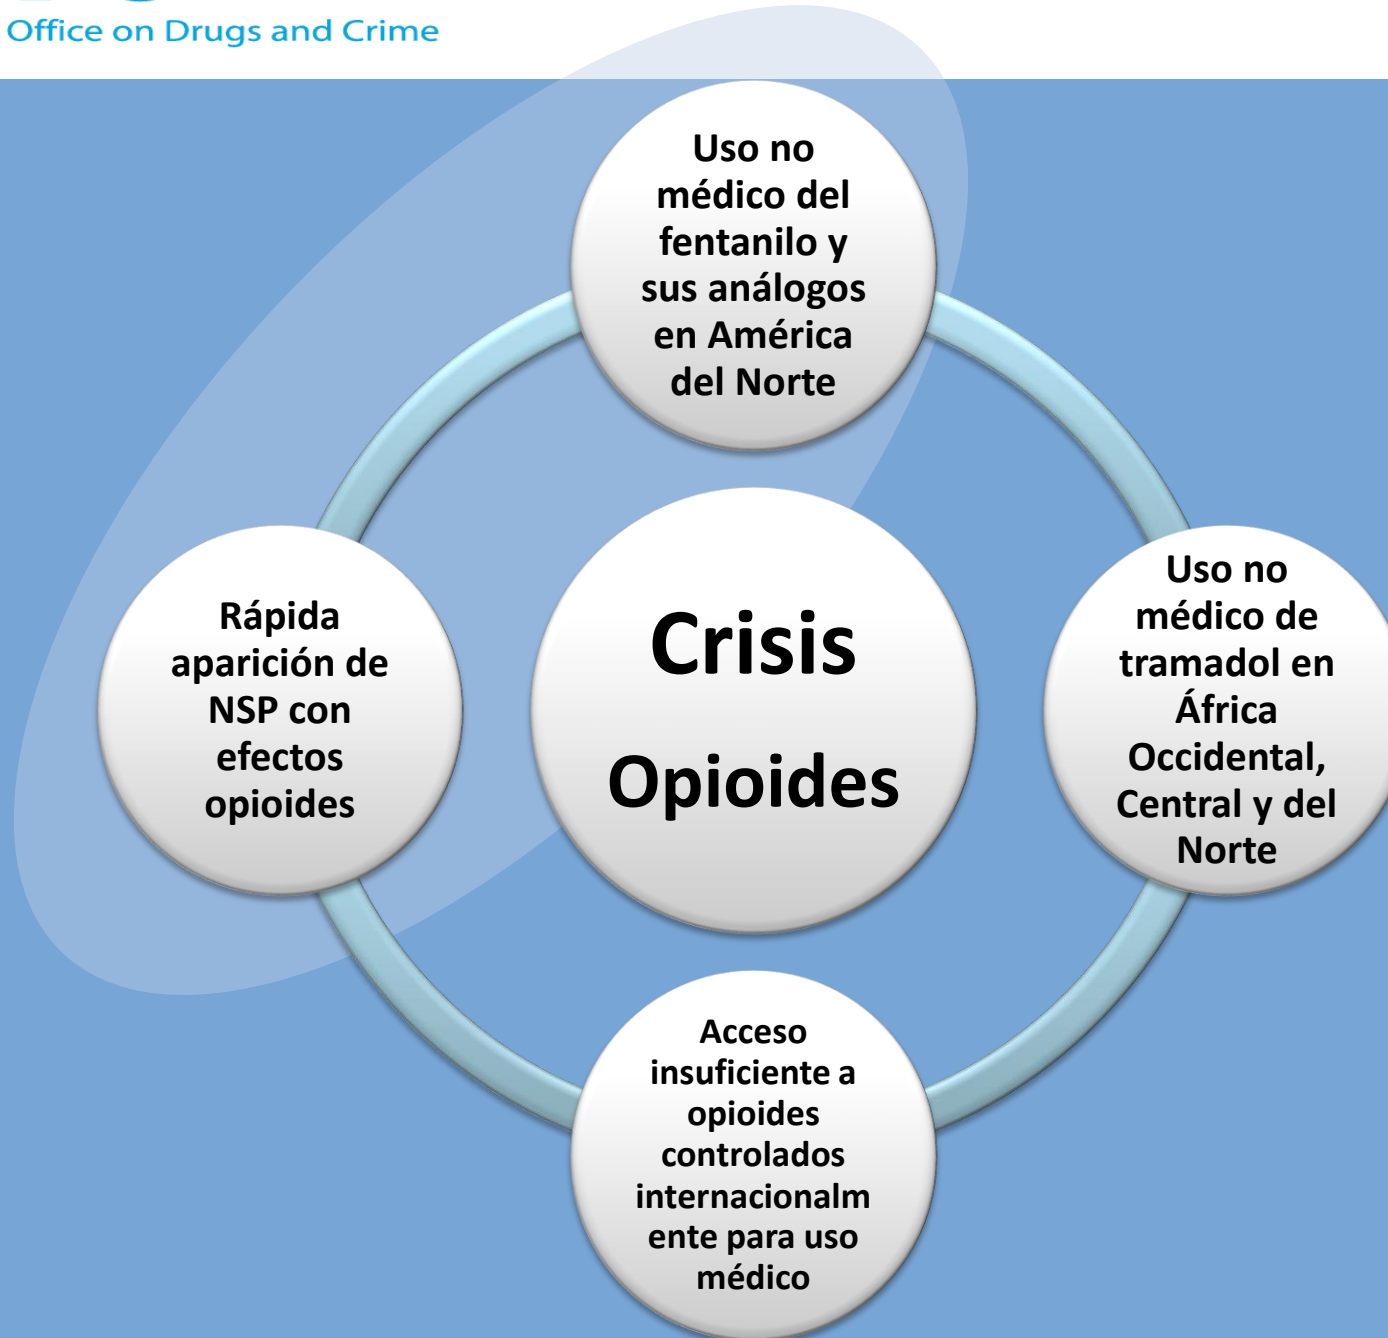 Office on Drugs and Crime
Uso no
médico del
fentanilo y
sus análogos
en América
del Norte
Rápida
aparición de
NSP con
efectos
opioides
Crisis
Opioides
Uso no
médico de
tramadol en
África
Occidental,
Central y del
Norte
Acceso
insuficiente a
opioides
controlados
internacionalm
ente para uso
médico